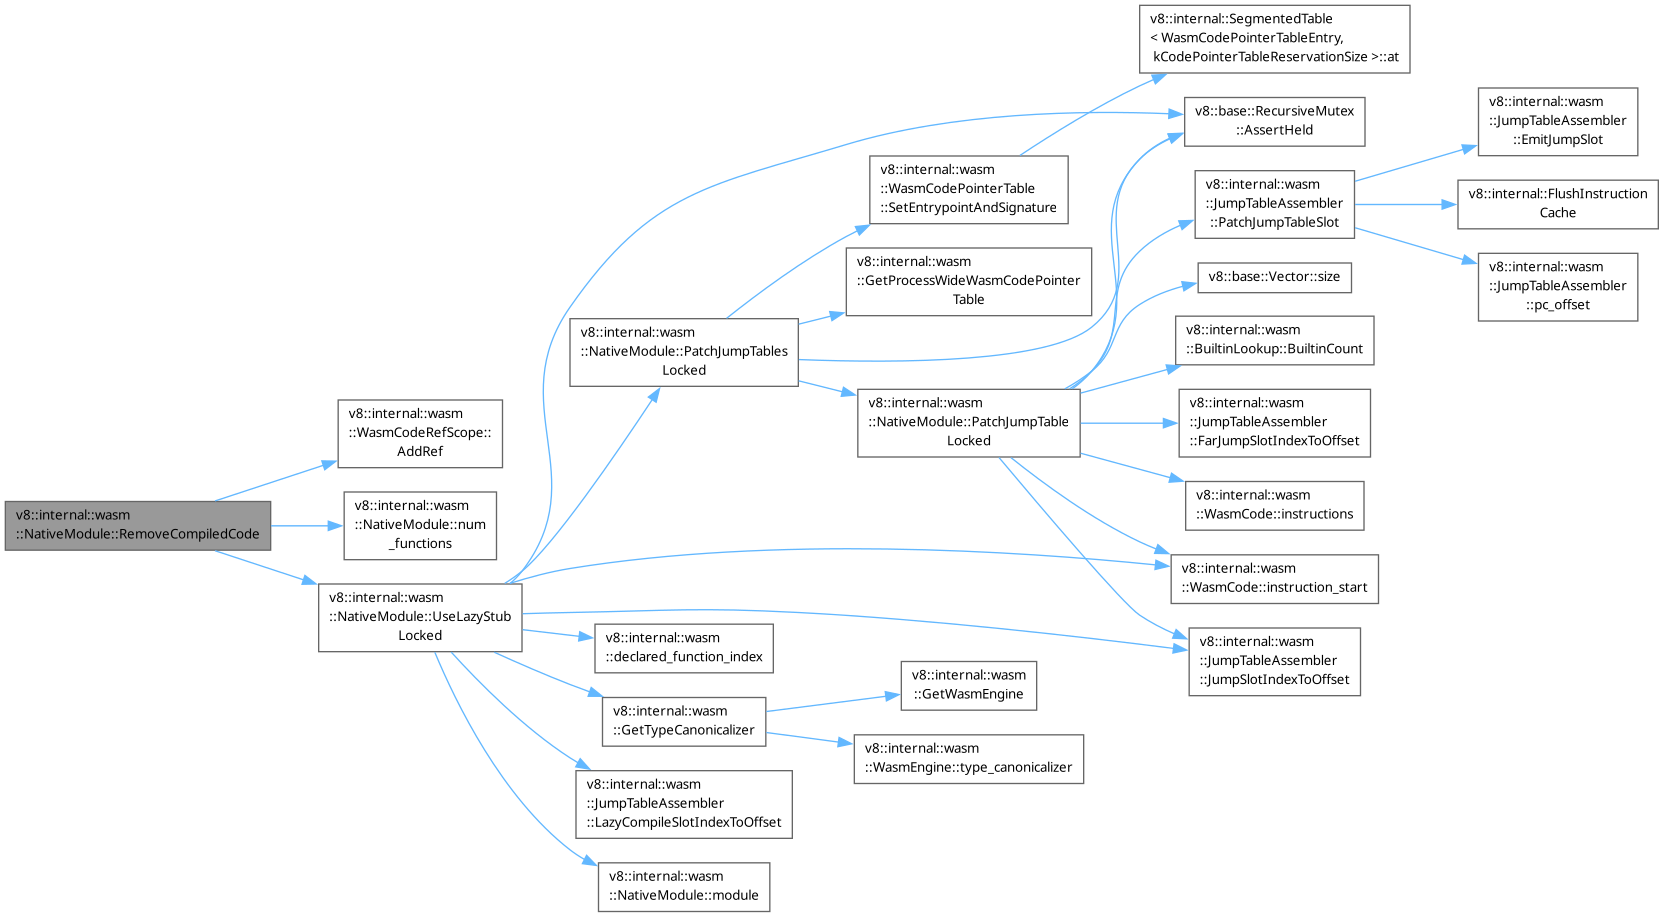 v8::internal::wasm
::NativeModule::RemoveCompiledCode
v8::internal::wasm
::WasmCodeRefScope::
AddRef
v8::internal::wasm
::NativeModule::num
_functions
v8::internal::wasm
::NativeModule::UseLazyStub
Locked
v8::internal::wasm
::NativeModule::PatchJumpTables
Locked
v8::internal::wasm
::declared_function_index
v8::internal::wasm
::GetTypeCanonicalizer
v8::internal::wasm
::JumpTableAssembler
::LazyCompileSlotIndexToOffset
v8::internal::wasm
::NativeModule::module
v8::internal::wasm
::WasmCodePointerTable
::SetEntrypointAndSignature
v8::internal::wasm
::GetProcessWideWasmCodePointer
Table
v8::internal::wasm
::NativeModule::PatchJumpTable
Locked
v8::internal::wasm
::GetWasmEngine
v8::internal::wasm
::WasmEngine::type_canonicalizer
v8::internal::SegmentedTable
< WasmCodePointerTableEntry,
kCodePointerTableReservationSize >::at
v8::base::RecursiveMutex
::AssertHeld
v8::internal::wasm
::JumpTableAssembler
::PatchJumpTableSlot
v8::base::Vector::size
v8::internal::wasm
::BuiltinLookup::BuiltinCount
v8::internal::wasm
::JumpTableAssembler
::FarJumpSlotIndexToOffset
v8::internal::wasm
::WasmCode::instructions
v8::internal::wasm
::WasmCode::instruction_start
v8::internal::wasm
::JumpTableAssembler
::JumpSlotIndexToOffset
v8::internal::wasm
::JumpTableAssembler
::EmitJumpSlot
v8::internal::FlushInstruction
Cache
v8::internal::wasm
::JumpTableAssembler
::pc_offset